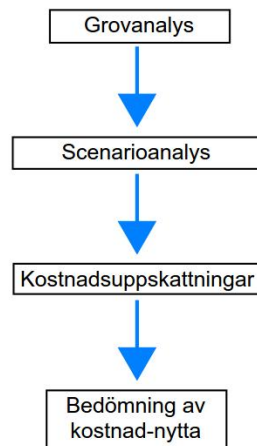 Grovanalys
Scenarioanalys
Kostnadsuppskattningar
Bedömning av
kostnad-nytta